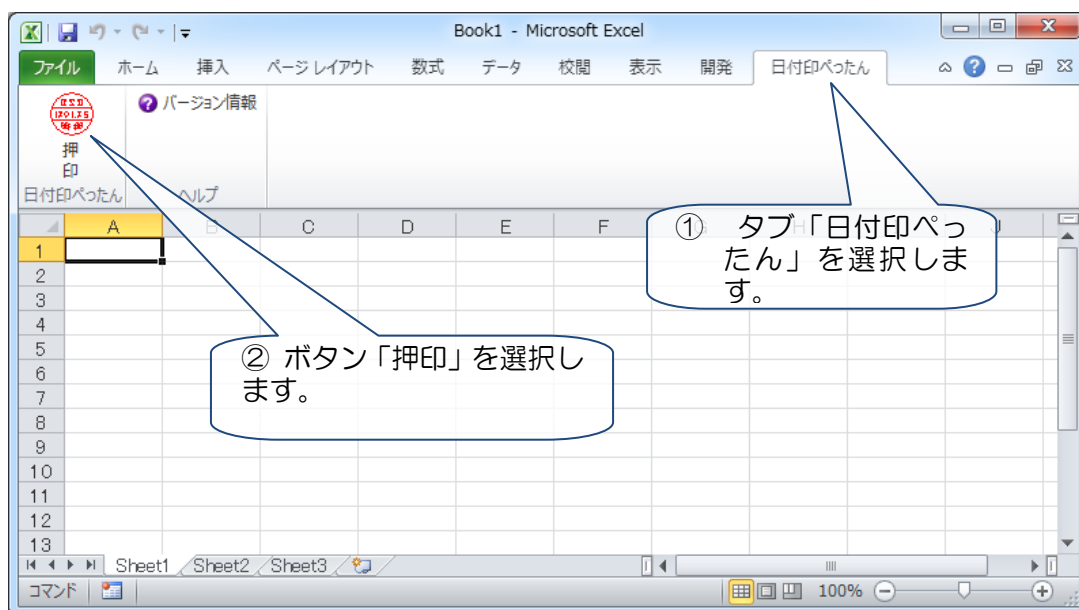 Book1 - Microsoft Excel
ファイル ホーム 挿入 ページ レイアウト 数式 データ 校閲 表示 開発 日付印ぺったん
バージョン情報
押
印
日付印ぺったん ヘルプ
A B C D E F G H J
① タブ「日付印ぺっ
たん」を選択しま
す。
1
2
3
4
5
② ボタン「押印」を選択し
ます。
6
7
8
9
10
11
12
13
Sheet1 Sheet2 Sheet3
コマンド 100%